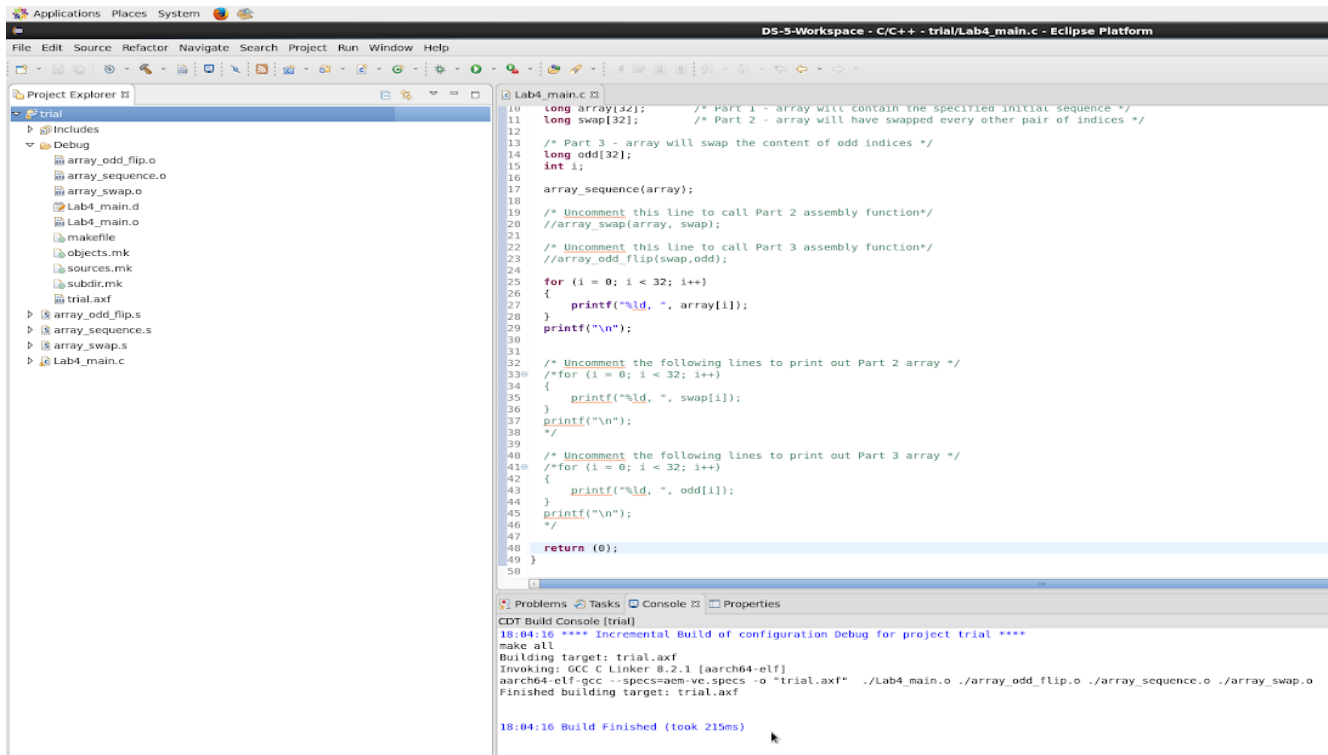 Applications Places System
DS-5-Workspace - C/C++ - trial/Lab4_main.c - Eclipse Platform
File Edit Source Refactor Navigate Search Project Run Window Help
Project Explorer
trial
Includes
Debug
array_odd_flip.o
array_sequence.o
array_swap.o
Lab4_main.d
Lab4_main.o
makefile
objects.mk
sources.mk
subdir.mk
trial.axf
array_odd_flip.s
array_sequence.s
array_swap.s
Lab4_main.c
Lab4_main.c
10 long array[32]; /* Part 1 - array will contain the specified initial sequence */
11 long swap[32]; /* Part 2 - array will have swapped every other pair of indices */
12
13 /* Part 3 - array will swap the content of odd indices */
14 long odd[32];
15 int i;
16
17 array_sequence(array);
18
19 /* Uncomment this line to call Part 2 assembly function*/
20 //array_swap(array, swap);
21
22 /* Uncomment this line to call Part 3 assembly function*/
23 //array_odd_flip(swap,odd);
24
25 for (i = 0; i < 32; i++)
26 {
27 printf("%ld, ", array[i]);
28 }
29 printf("\n");
30
31
32 /* Uncomment the following lines to print out Part 2 array */
33 /*for (i = 0; i < 32; i++)
34 {
35 printf("%ld, ", swap[i]);
36 }
37 printf("\n");
38 */
39
40 /* Uncomment the following lines to print out Part 3 array */
41 /*for (i = 0; i < 32; i++)
42 {
43 printf("%ld, ", odd[i]);
44 }
45 printf("\n");
46 */
47
48 return (0);
49 }
50
Problems Tasks Console Properties
CDT Build Console [trial]
18:04:16 **** Incremental Build of configuration Debug for project trial ****
make all
Building target: trial.axf
Invoking: GCC C Linker 8.2.1 [aarch64-elf]
aarch64-elf-gcc --specs=aem-ve.specs -o "trial.axf" ./Lab4_main.o ./array_odd_flip.o ./array_sequence.o ./array_swap.o
Finished building target: trial.axf
18:04:16 Build Finished (took 215ms)